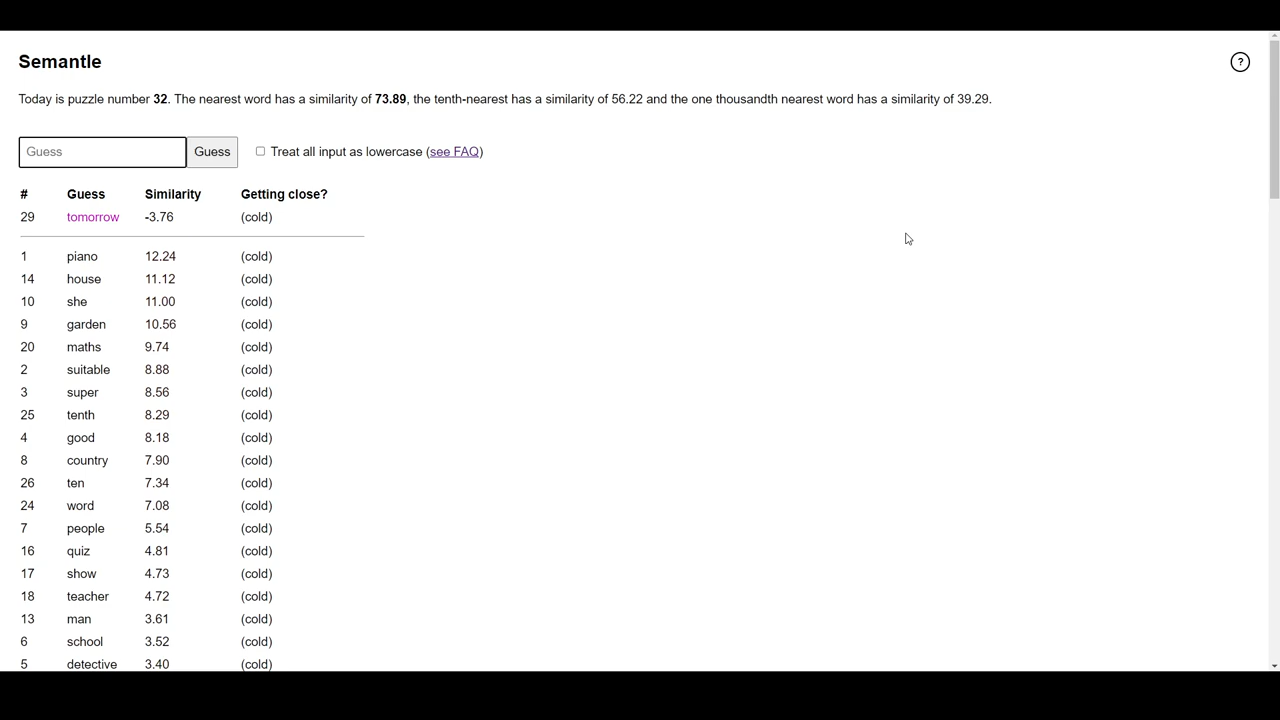 Semantle
?
Today is puzzle number 32. The nearest word has a similarity of 73.89, the tenth-nearest has a similarity of 56.22 and the one thousandth nearest word has a similarity of 39.29.
Guess Guess Treat all input as lowercase (see FAQ)
# Guess Similarity Getting close?
29 tomorrow -3.76 (cold)
1 piano 12.24 (cold)
14 house 11.12 (cold)
10 she 11.00 (cold)
9 garden 10.56 (cold)
20 maths 9.74 (cold)
2 suitable 8.88 (cold)
3 super 8.56 (cold)
25 tenth 8.29 (cold)
4 good 8.18 (cold)
8 country 7.90 (cold)
26 ten 7.34 (cold)
24 word 7.08 (cold)
7 people 5.54 (cold)
16 quiz 4.81 (cold)
17 show 4.73 (cold)
18 teacher 4.72 (cold)
13 man 3.61 (cold)
6 school 3.52 (cold)
5 detective 3.40 (cold)